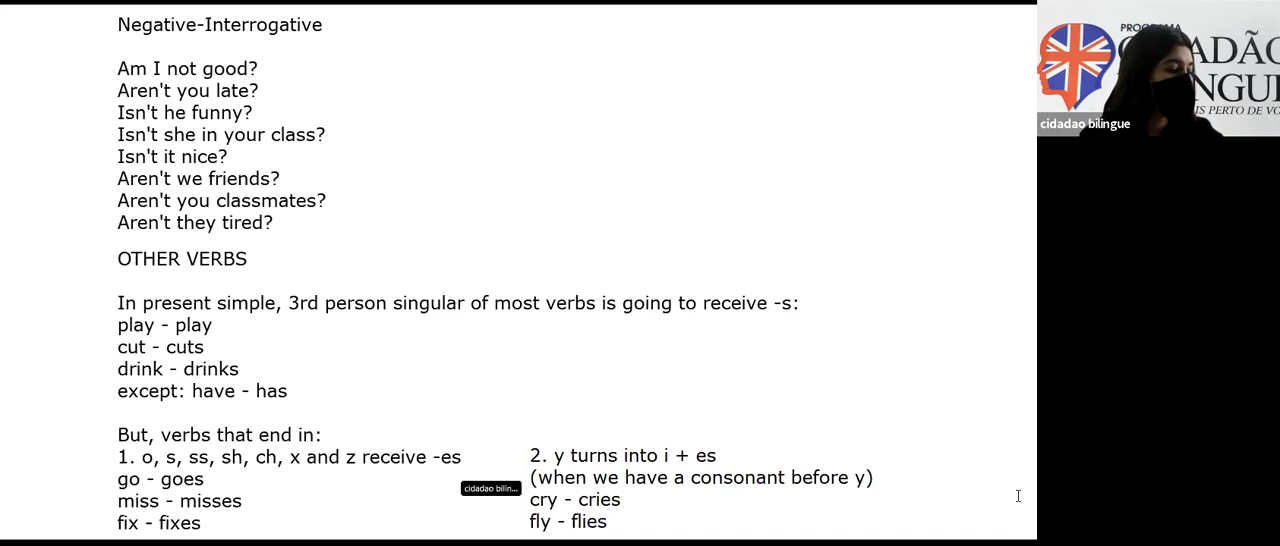 Negative-Interrogative
Am I not good?
Aren't you late?
Isn't he funny?
Isn't she in your class?
Isn't it nice?
Aren't we friends?
Aren't you classmates?
Aren't they tired?
OTHER VERBS
In present simple, 3rd person singular of most verbs is going to receive -s:
play - play
cut - cuts
drink - drinks
except: have - has
But, verbs that end in:
1. o, s, ss, sh, ch, x and z receive -es
go - goes
miss - misses
fix - fixes
2. y turns into i + es
(when we have a consonant before y)
cry - cries
fly - flies
cidadao bilin...
cidadao bilingue
PERTO DE